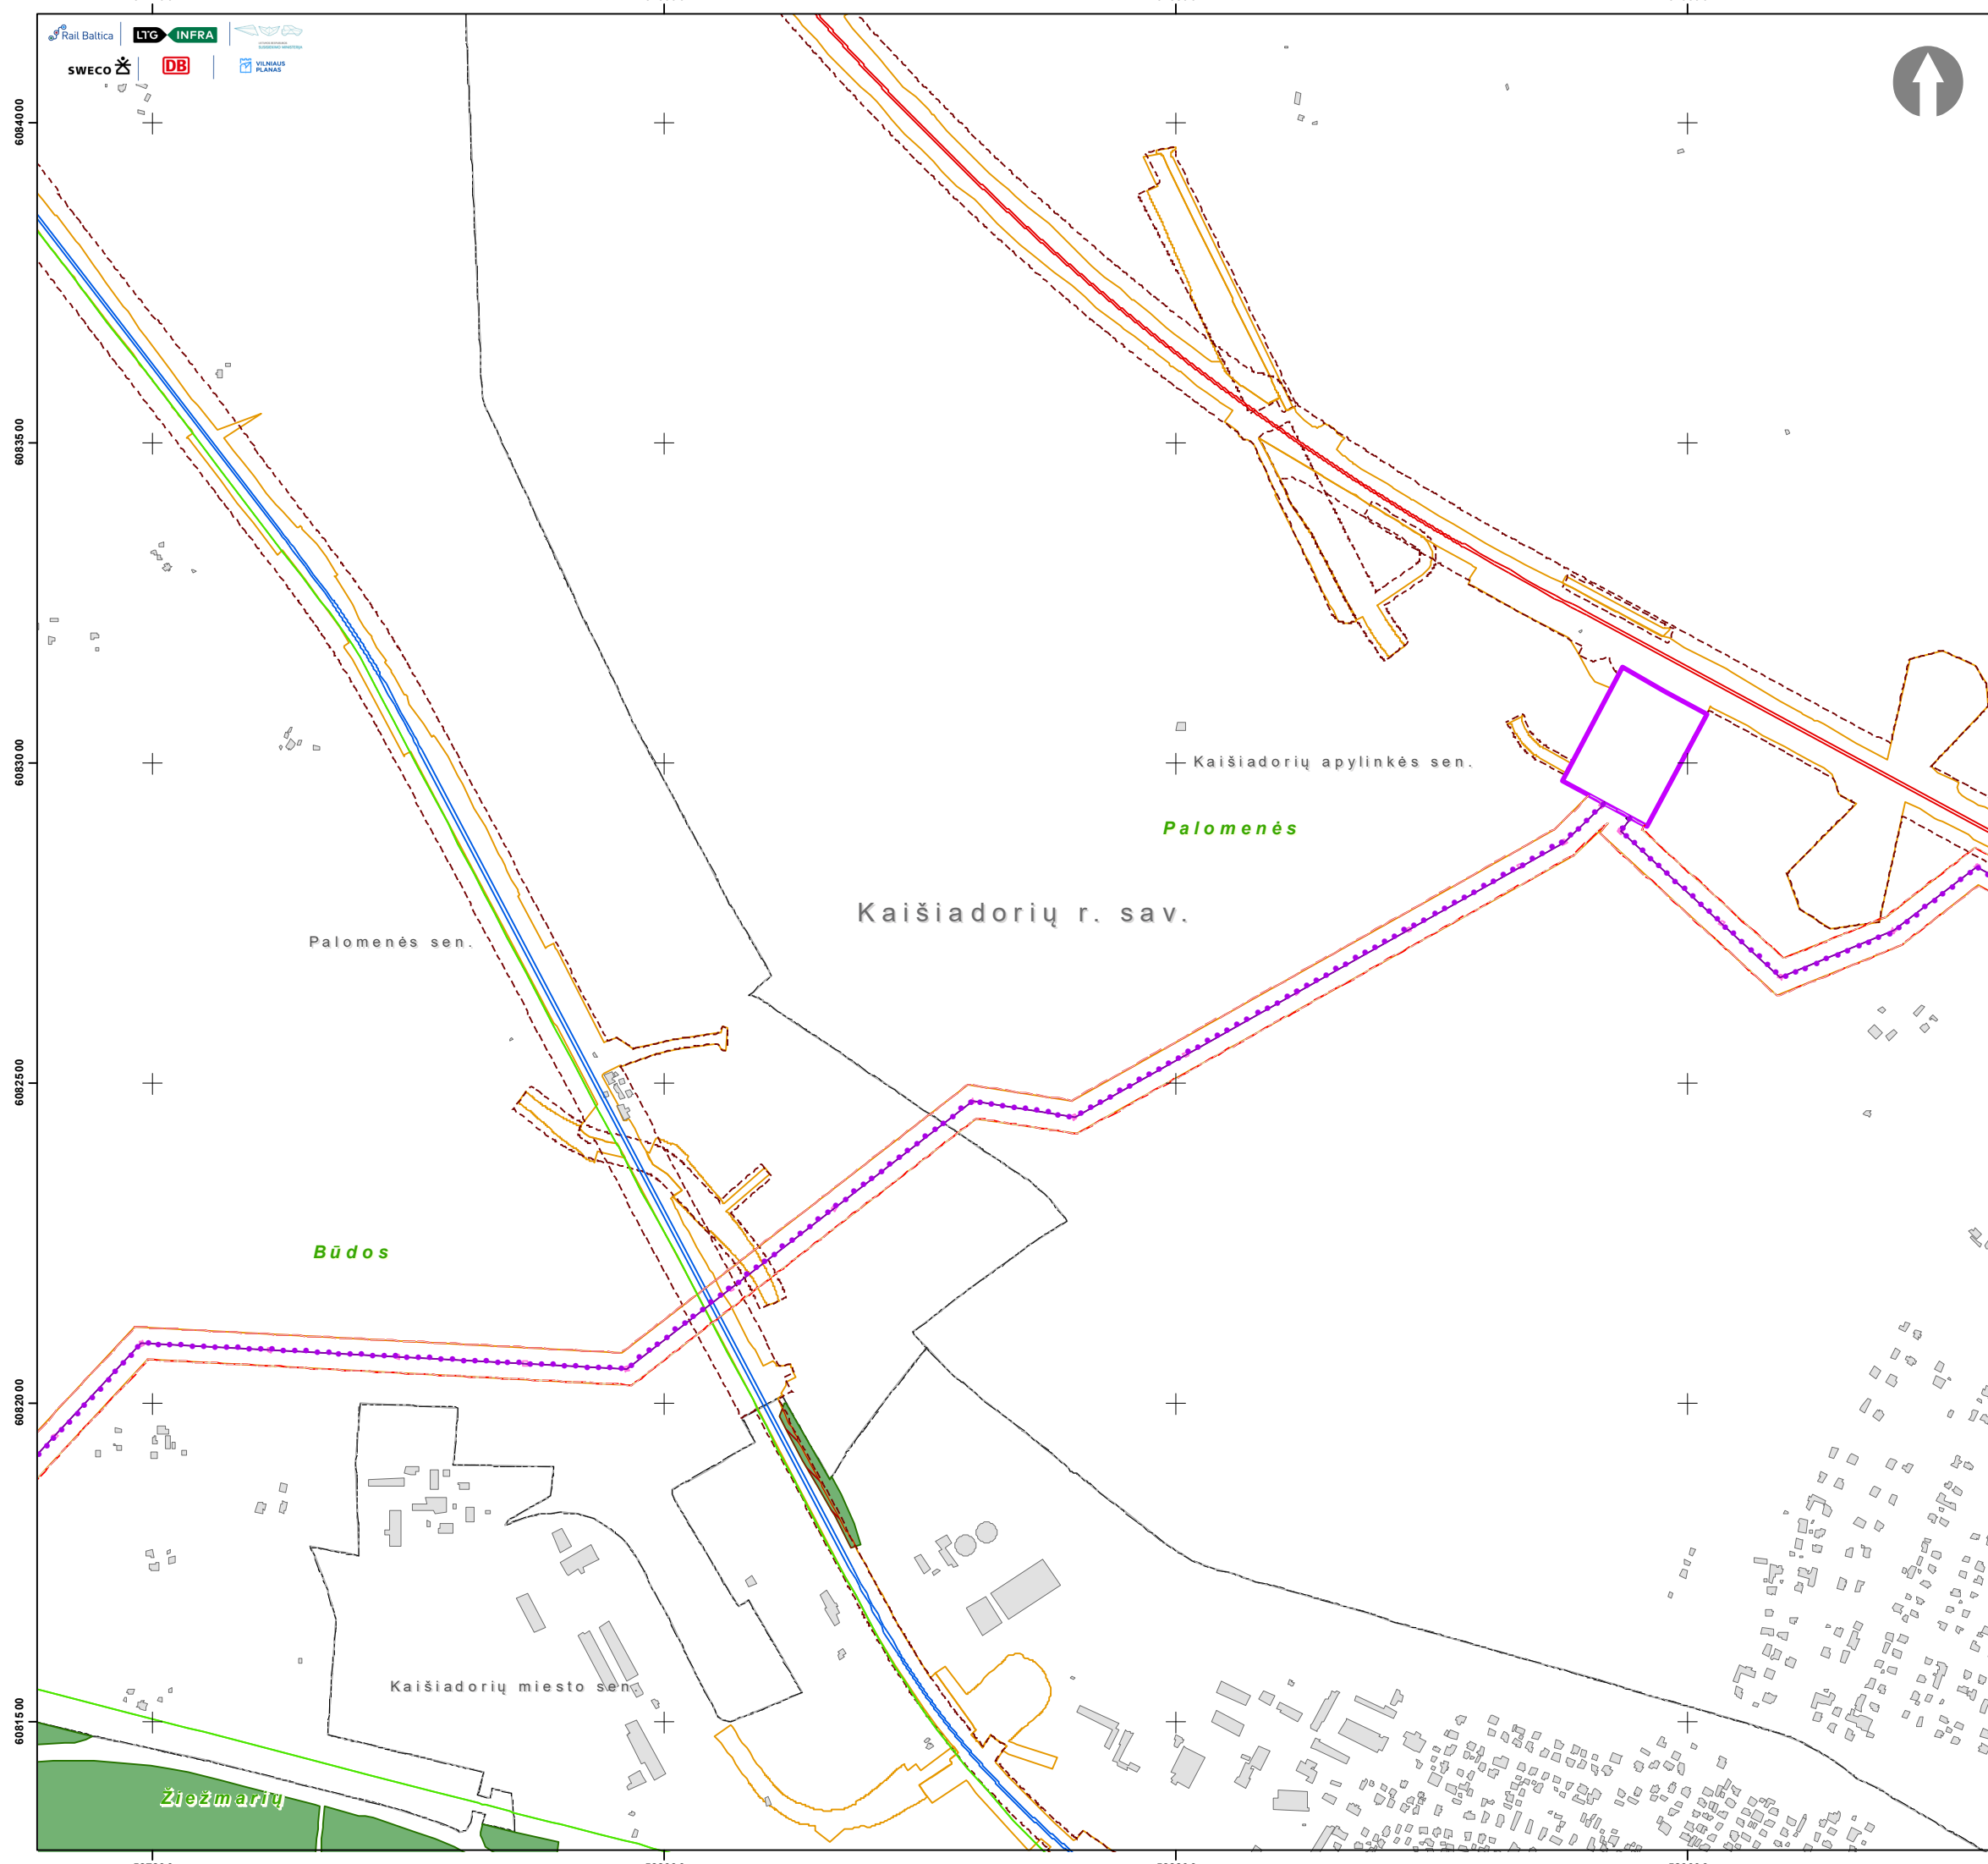 Rail Baltica
LTG INFRA
SWECO
DB
VILNIAUS
PLANAS
6084000
6083500
6083000
6082500
6082000
6081500
Kaišiadorių apylinkės sen.
Palomenės
Kaišiadorių r. sav.
Palomenės sen.
Būdos
Kaišiadorių miesto sen.
Žiežmarių